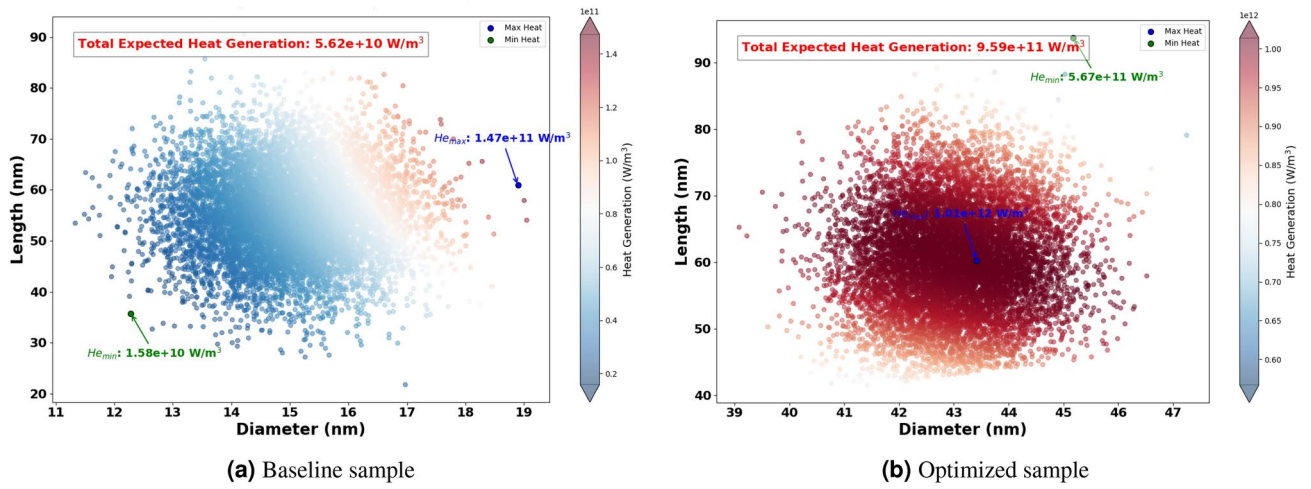 1e11
Total Expected Heat Generation: 5.62e+10 W/m³
Max Heat
Min Heat
He_max: 1.47e+11 W/m³
He_min: 1.58e+10 W/m³
90
80
70
60
50
40
30
20
Length (nm)
11 12 13 14 15 16 17 18 19
Diameter (nm)
1.4
1.2
1.0
0.8
0.6
0.4
0.2
Heat Generation (W/m³)
(a) Baseline sample
1e12
Total Expected Heat Generation: 9.59e+11 W/m³
Max Heat
Min Heat
He_min: 5.67e+11 W/m³
1.01e+12 W/m³
90
80
70
60
50
40
Length (nm)
39 40 41 42 43 44 45 46 47
Diameter (nm)
1.00
0.95
0.90
0.85
0.80
0.75
0.70
0.65
0.60
Heat Generation (W/m³)
(b) Optimized sample